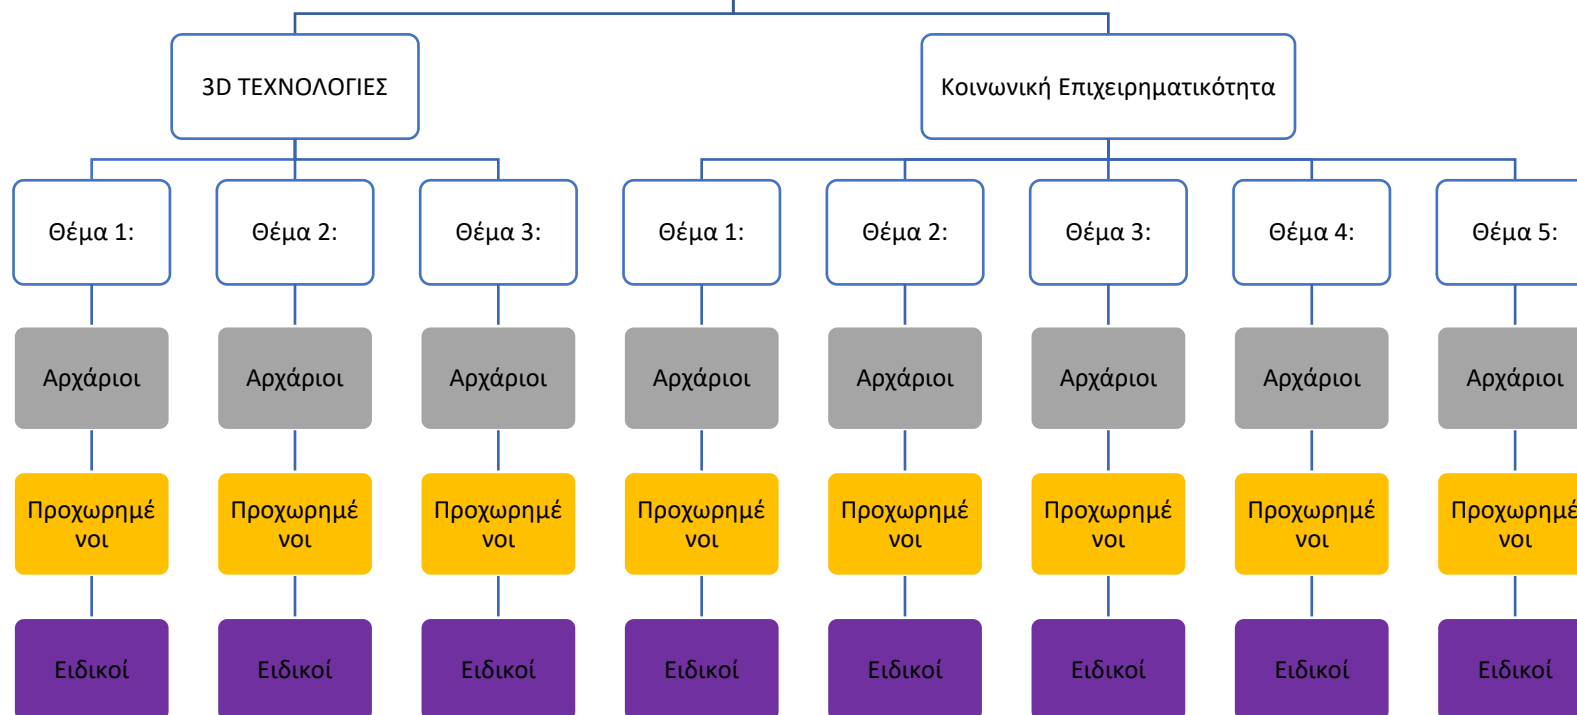 3D ΤΕΧΝΟΛΟΓΙΕΣ
Κοινωνική Επιχειρηματικότητα
Θέμα 1:
Θέμα 2:
Θέμα 3:
Θέμα 1:
Θέμα 2:
Θέμα 3:
Θέμα 4:
Θέμα 5:
Αρχάριοι
Αρχάριοι
Αρχάριοι
Αρχάριοι
Αρχάριοι
Αρχάριοι
Αρχάριοι
Αρχάριοι
Προχωρημέ
νοι
Προχωρημέ
νοι
Προχωρημέ
νοι
Προχωρημέ
νοι
Προχωρημέ
νοι
Προχωρημέ
νοι
Προχωρημέ
νοι
Προχωρημέ
νοι
Ειδικοί
Ειδικοί
Ειδικοί
Ειδικοί
Ειδικοί
Ειδικοί
Ειδικοί
Ειδικοί